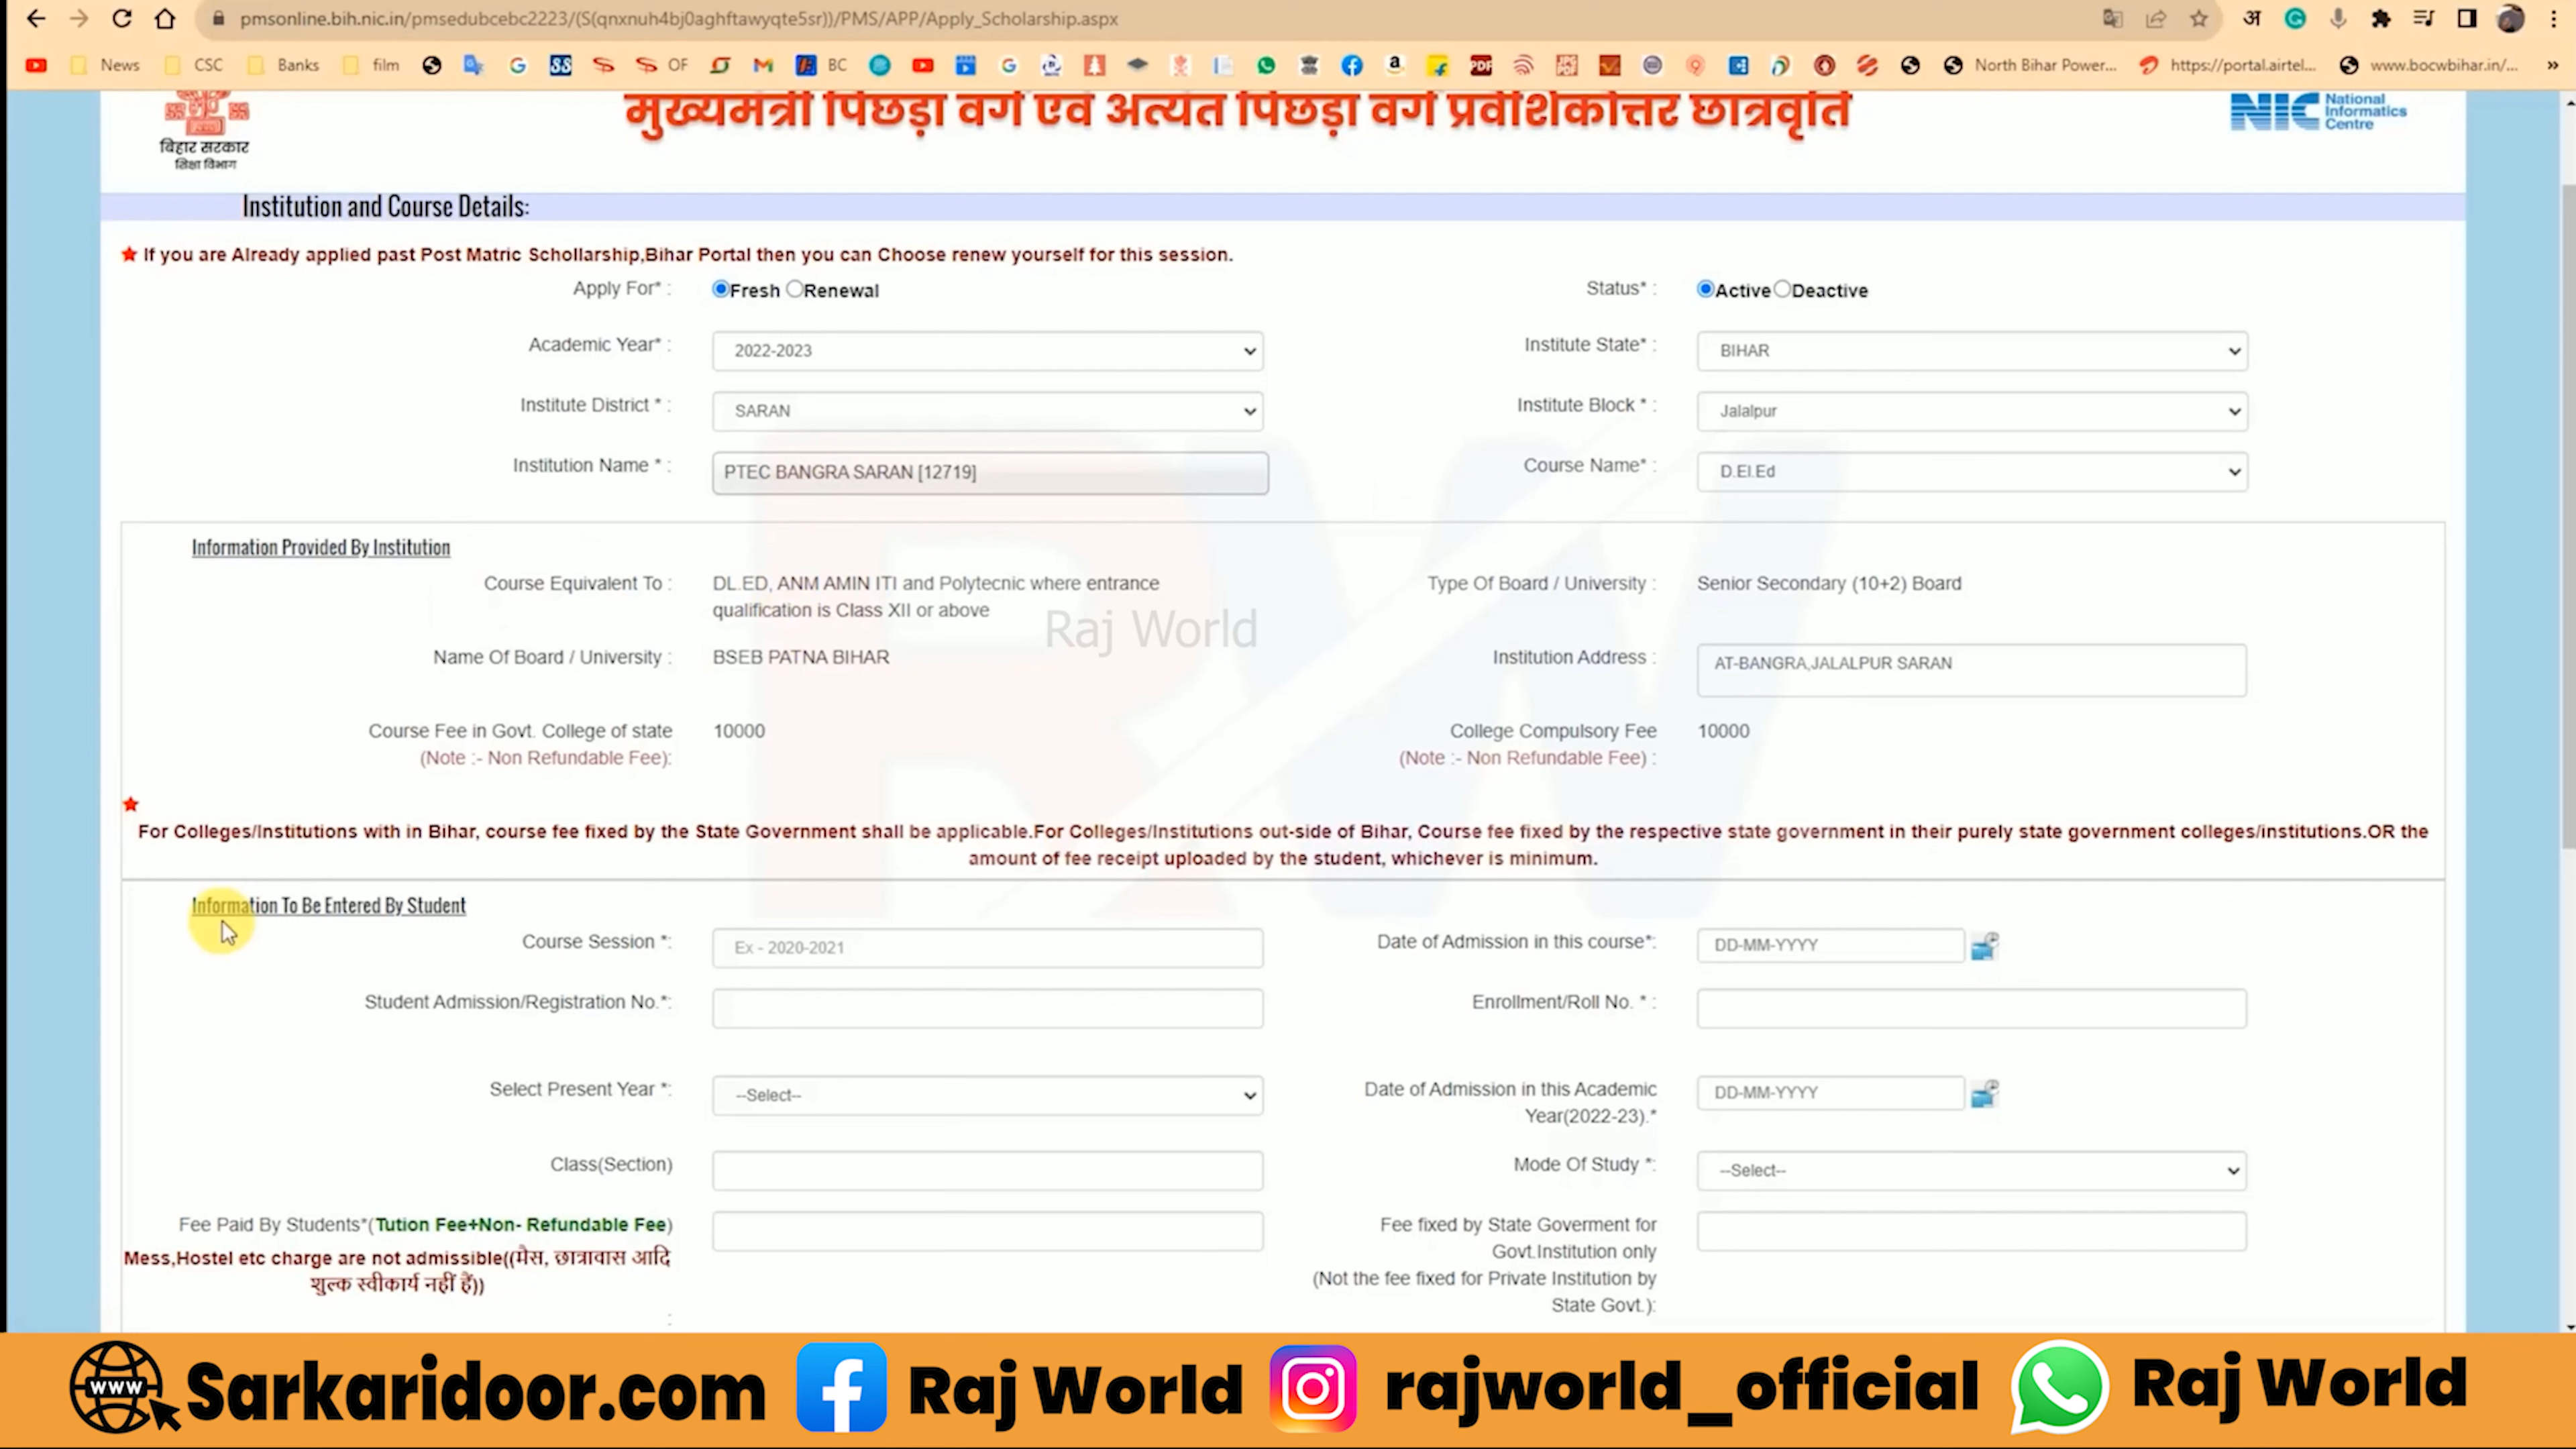 pmsonline.bih.nic.in/pmsedubcebc2223/(S(qnxnuh4bj0aghftawyqte5sr))/PMS/APP/Apply_Scholarship.aspx
News CSC Banks film OF BC North Bihar Power... https://portal.airtel... www.bocwbihar.in/... »
मुख्यमंत्री पिछड़ा वर्ग एवं अत्यंत पिछड़ा वर्ग प्रवेशिकोत्तर छात्रवृति
NIC National Informatics Centre
बिहार सरकार
शिक्षा विभाग
Institution and Course Details:
If you are Already applied past Post Matric Schollarship,Bihar Portal then you can Choose renew yourself for this session.
Apply For* : Fresh Renewal Status* : Active Deactive
Academic Year* : 2022-2023 Institute State* : BIHAR
Institute District * : SARAN Institute Block * : Jalalpur
Institution Name * : PTEC BANGRA SARAN [12719] Course Name* : D.El.Ed
Information Provided By Institution
Course Equivalent To : DL.ED, ANM AMIN ITI and Polytecnic where entrance Type Of Board / University : Senior Secondary (10+2) Board
qualification is Class XII or above
Raj World
Name Of Board / University : BSEB PATNA BIHAR Institution Address : AT-BANGRA,JALALPUR SARAN
Course Fee in Govt. College of state 10000 College Compulsory Fee 10000
(Note :- Non Refundable Fee): (Note :- Non Refundable Fee) :
For Colleges/Institutions with in Bihar, course fee fixed by the State Government shall be applicable.For Colleges/Institutions out-side of Bihar, Course fee fixed by the respective state government in their purely state government colleges/institutions.OR the
amount of fee receipt uploaded by the student, whichever is minimum.
Information To Be Entered By Student
Course Session *: Ex - 2020-2021 Date of Admission in this course*: DD-MM-YYYY
Student Admission/Registration No.*: Enrollment/Roll No. * :
Select Present Year *: --Select-- Date of Admission in this Academic DD-MM-YYYY
Year(2022-23).*
Class(Section) Mode Of Study *: --Select--
Fee Paid By Students*(Tution Fee+Non- Refundable Fee) Fee fixed by State Goverment for
Mess,Hostel etc charge are not admissible((मेस, छात्रावास आदि Govt.Institution only
शुल्क स्वीकार्य नहीं हैं)) (Not the fee fixed for Private Institution by
: State Govt.):
www Sarkaridoor.com Raj World rajworld_official Raj World